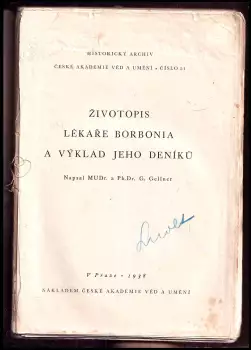 HISTORICKÝ ARCHIV
ČESKÉ AKADEMIE VĚD A UMĚNÍ • ČÍSLO 51
ŽIVOTOPIS
LÉKAŘE BORBONIA
A VÝKLAD JEHO DENÍKŮ
Napsal MUDr. a PhDr. G. Gellner
V Praze • 1938
NÁKLADEM ČESKÉ AKADEMIE VĚD A UMĚNÍ